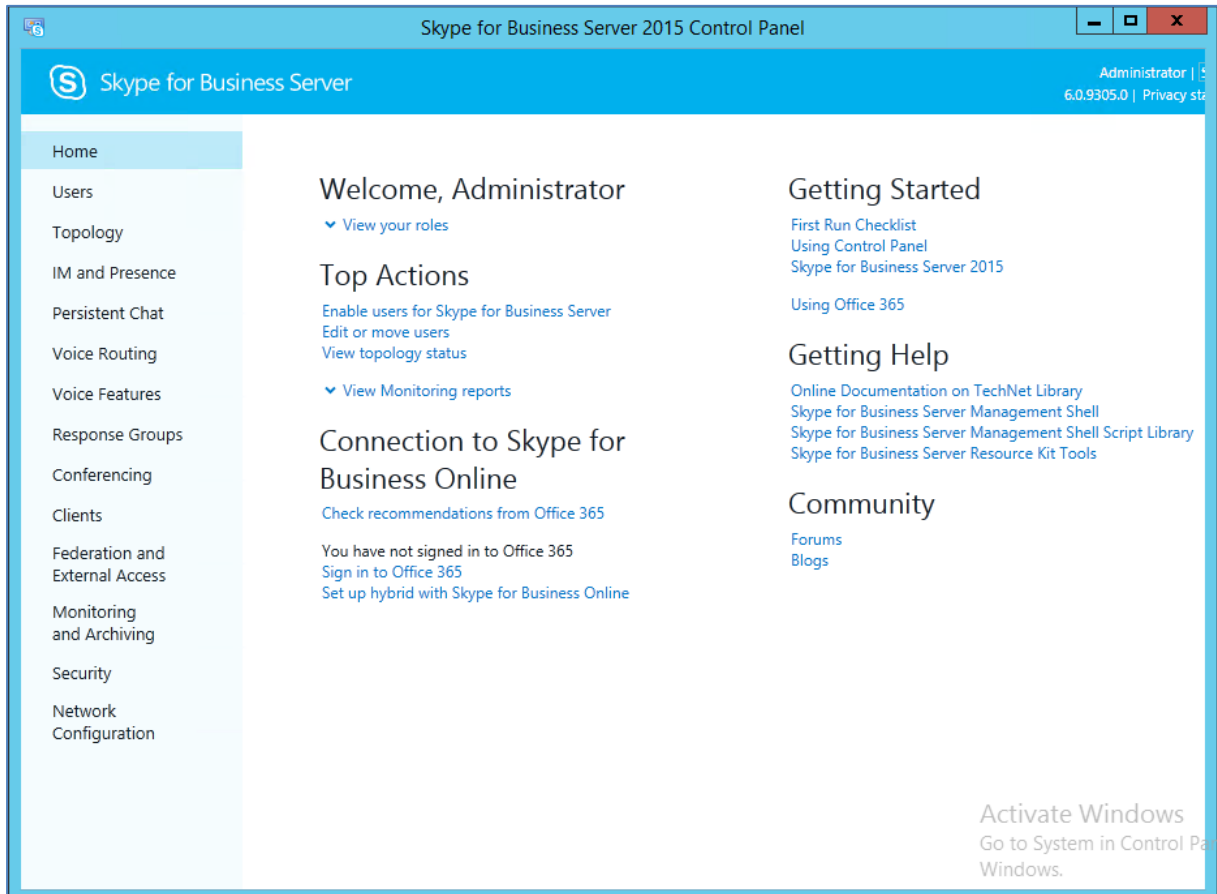 Skype for Business Server 2015 Control Panel
Skype for Business Server
Administrator |
6.0.9305.0 | Privacy
Home
Users
Topology
IM and Presence
Persistent Chat
Voice Routing
Voice Features
Response Groups
Conferencing
Clients
Federation and
External Access
Monitoring
and Archiving
Security
Network
Configuration
Welcome, Administrator
View your roles
Top Actions
Enable users for Skype for Business Server
Edit or move users
View topology status
View Monitoring reports
Connection to Skype for
Business Online
Check recommendations from Office 365
You have not signed in to Office 365
Sign in to Office 365
Set up hybrid with Skype for Business Online
Getting Started
First Run Checklist
Using Control Panel
Skype for Business Server 2015
Using Office 365
Getting Help
Online Documentation on TechNet Library
Skype for Business Server Management Shell
Skype for Business Server Management Shell Script Library
Skype for Business Server Resource Kit Tools
Community
Forums
Blogs
Activate Windows
Go to System in Control
Windows.